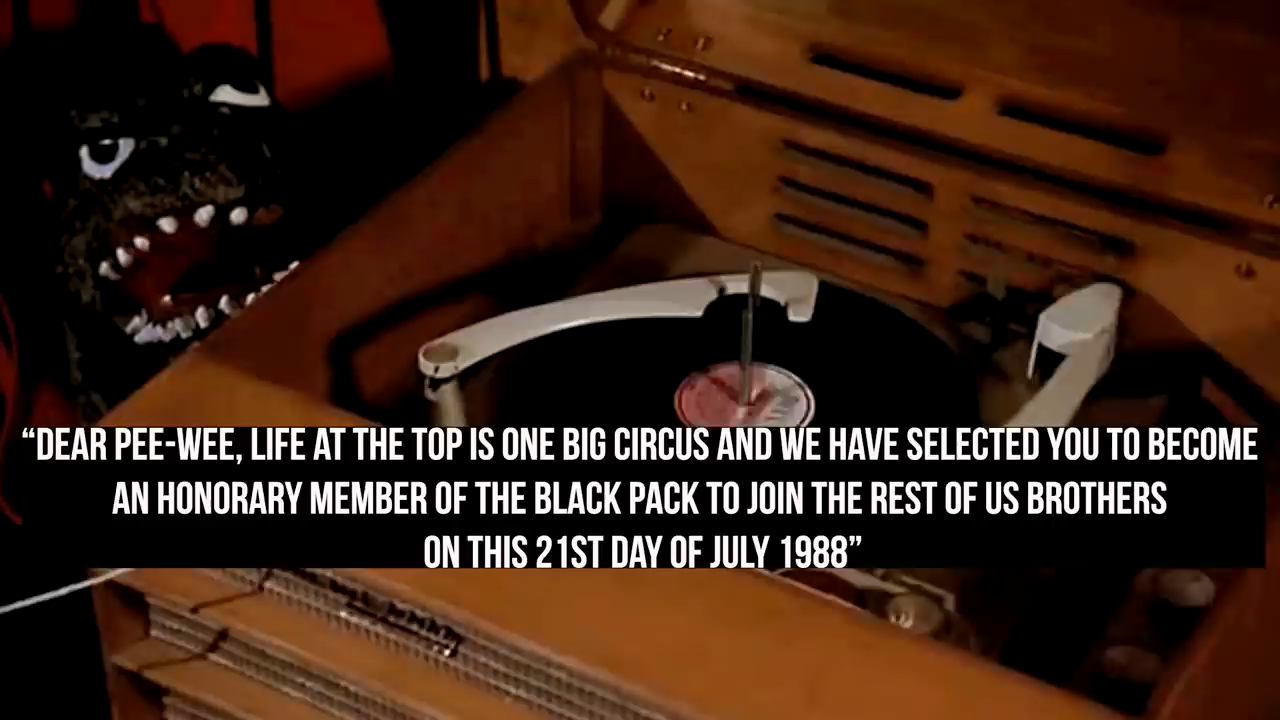 “DEAR PEE-WEE, LIFE AT THE TOP IS ONE BIG CIRCUS AND WE HAVE SELECTED YOU TO BECOME
AN HONORARY MEMBER OF THE BLACK PACK TO JOIN THE REST OF US BROTHERS
ON THIS 21ST DAY OF JULY 1988”